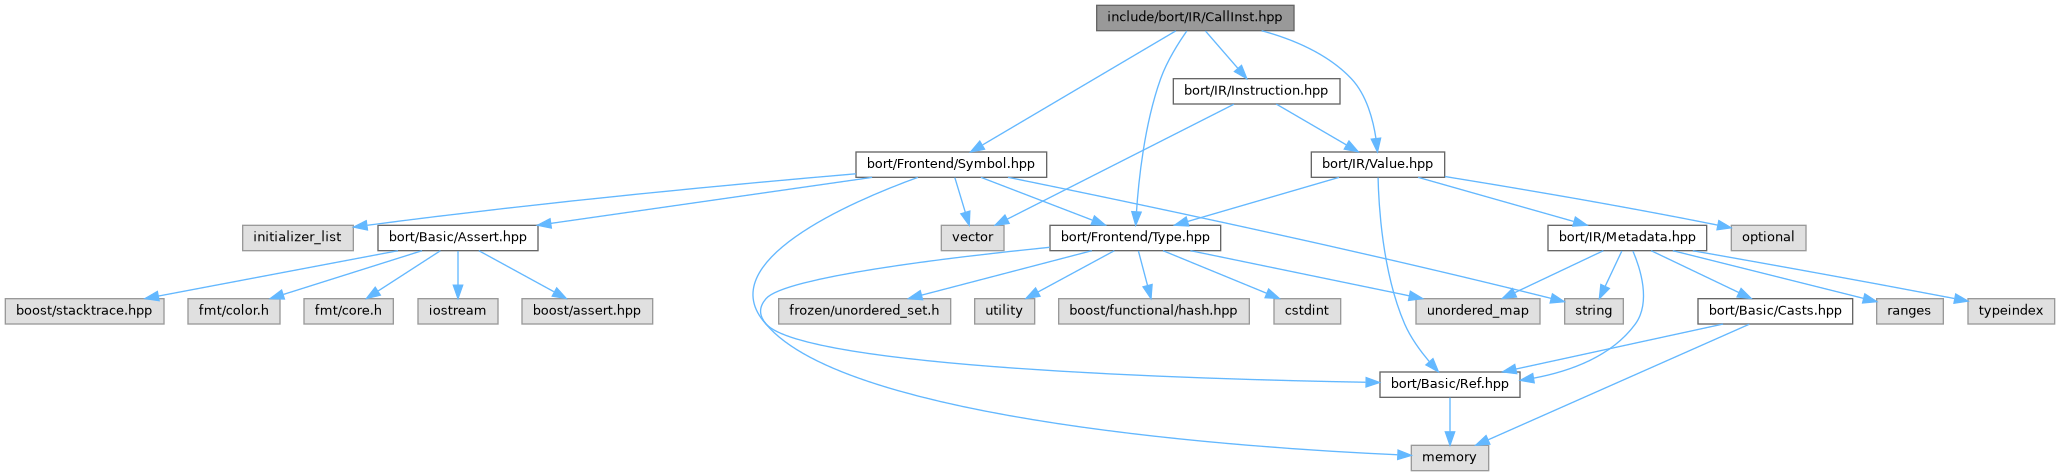 include/bort/IR/CallInst.hpp
bort/IR/Instruction.hpp
bort/Frontend/Symbol.hpp
bort/IR/Value.hpp
initializer_list
bort/Basic/Assert.hpp
vector
bort/Frontend/Type.hpp
bort/IR/Metadata.hpp
optional
boost/stacktrace.hpp
fmt/color.h
fmt/core.h
iostream
boost/assert.hpp
frozen/unordered_set.h
utility
boost/functional/hash.hpp
cstdint
unordered_map
string
bort/Basic/Casts.hpp
ranges
typeindex
bort/Basic/Ref.hpp
memory